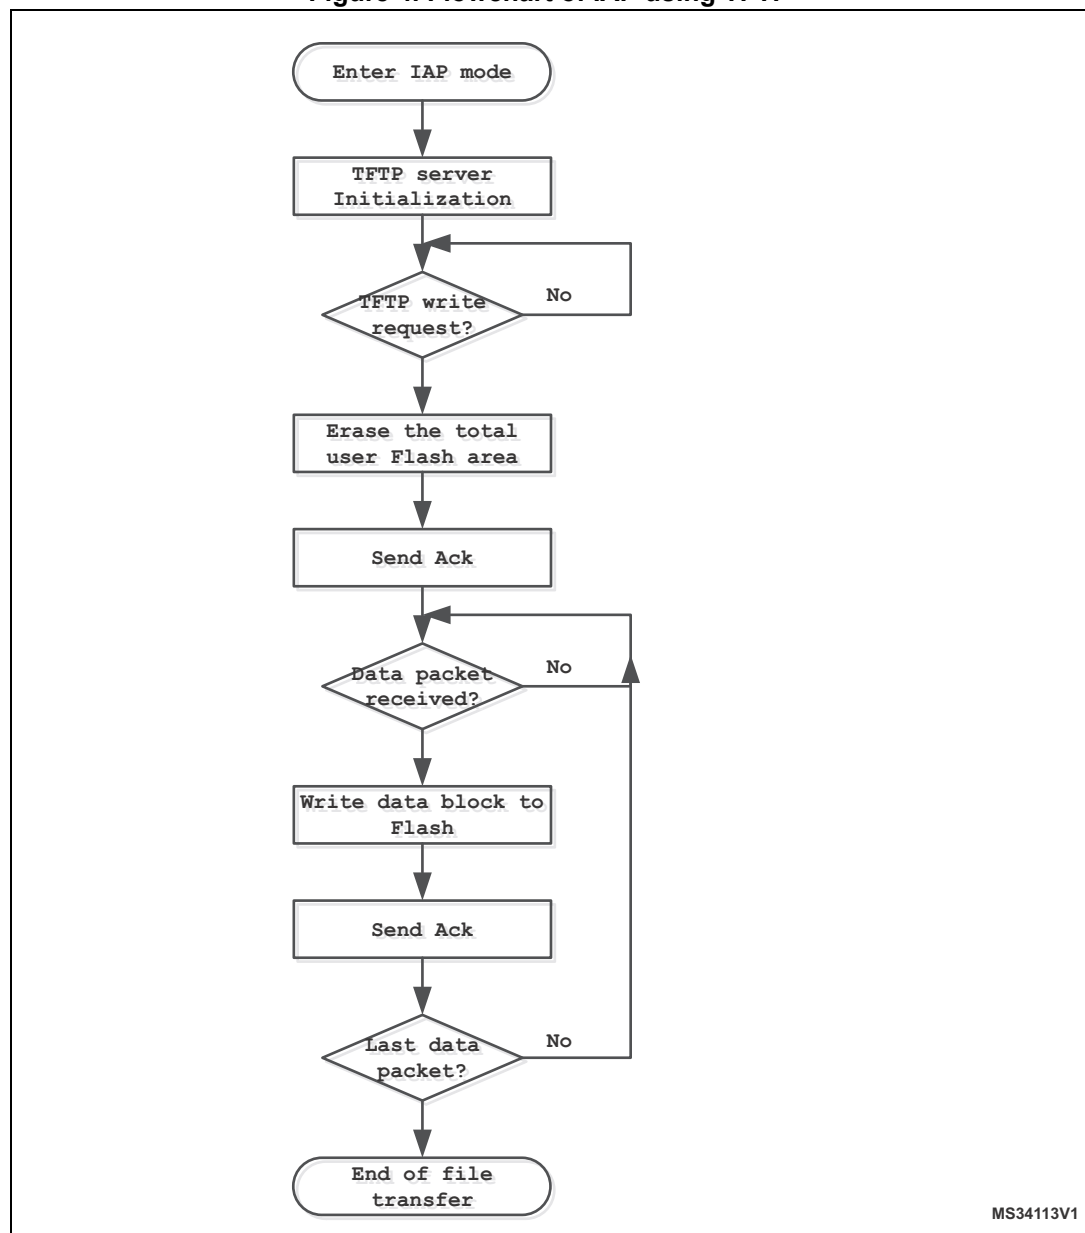 Enter IAP mode
TFTP server
Initialization
TFTP write
request?
No
Erase the total
user Flash area
Send Ack
Data packet
received?
No
Write data block to
Flash
Send Ack
Last data
packet?
No
End of file
transfer
MS34113V1